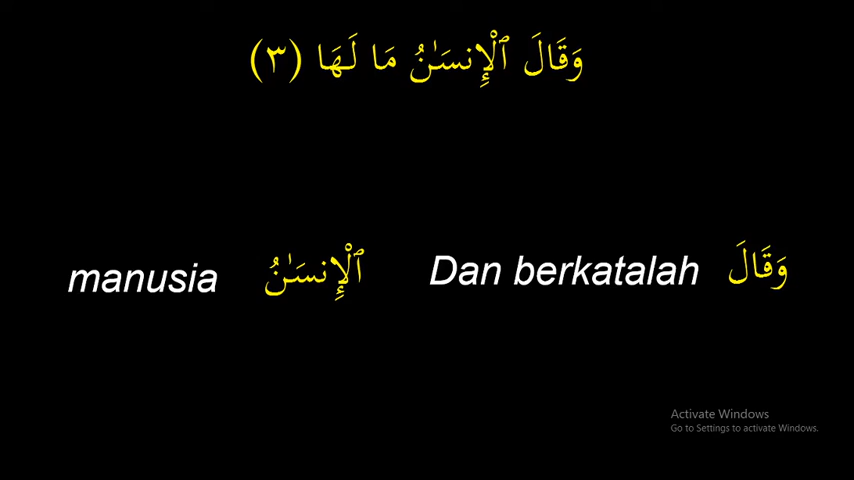 وَقَالَ ٱلْإِنسَـٰنُ مَا لَهَا (٣)
وَقَالَ Dan berkatalah ٱلْإِنسَـٰنُ manusia
Activate Windows
Go to Settings to activate Windows.